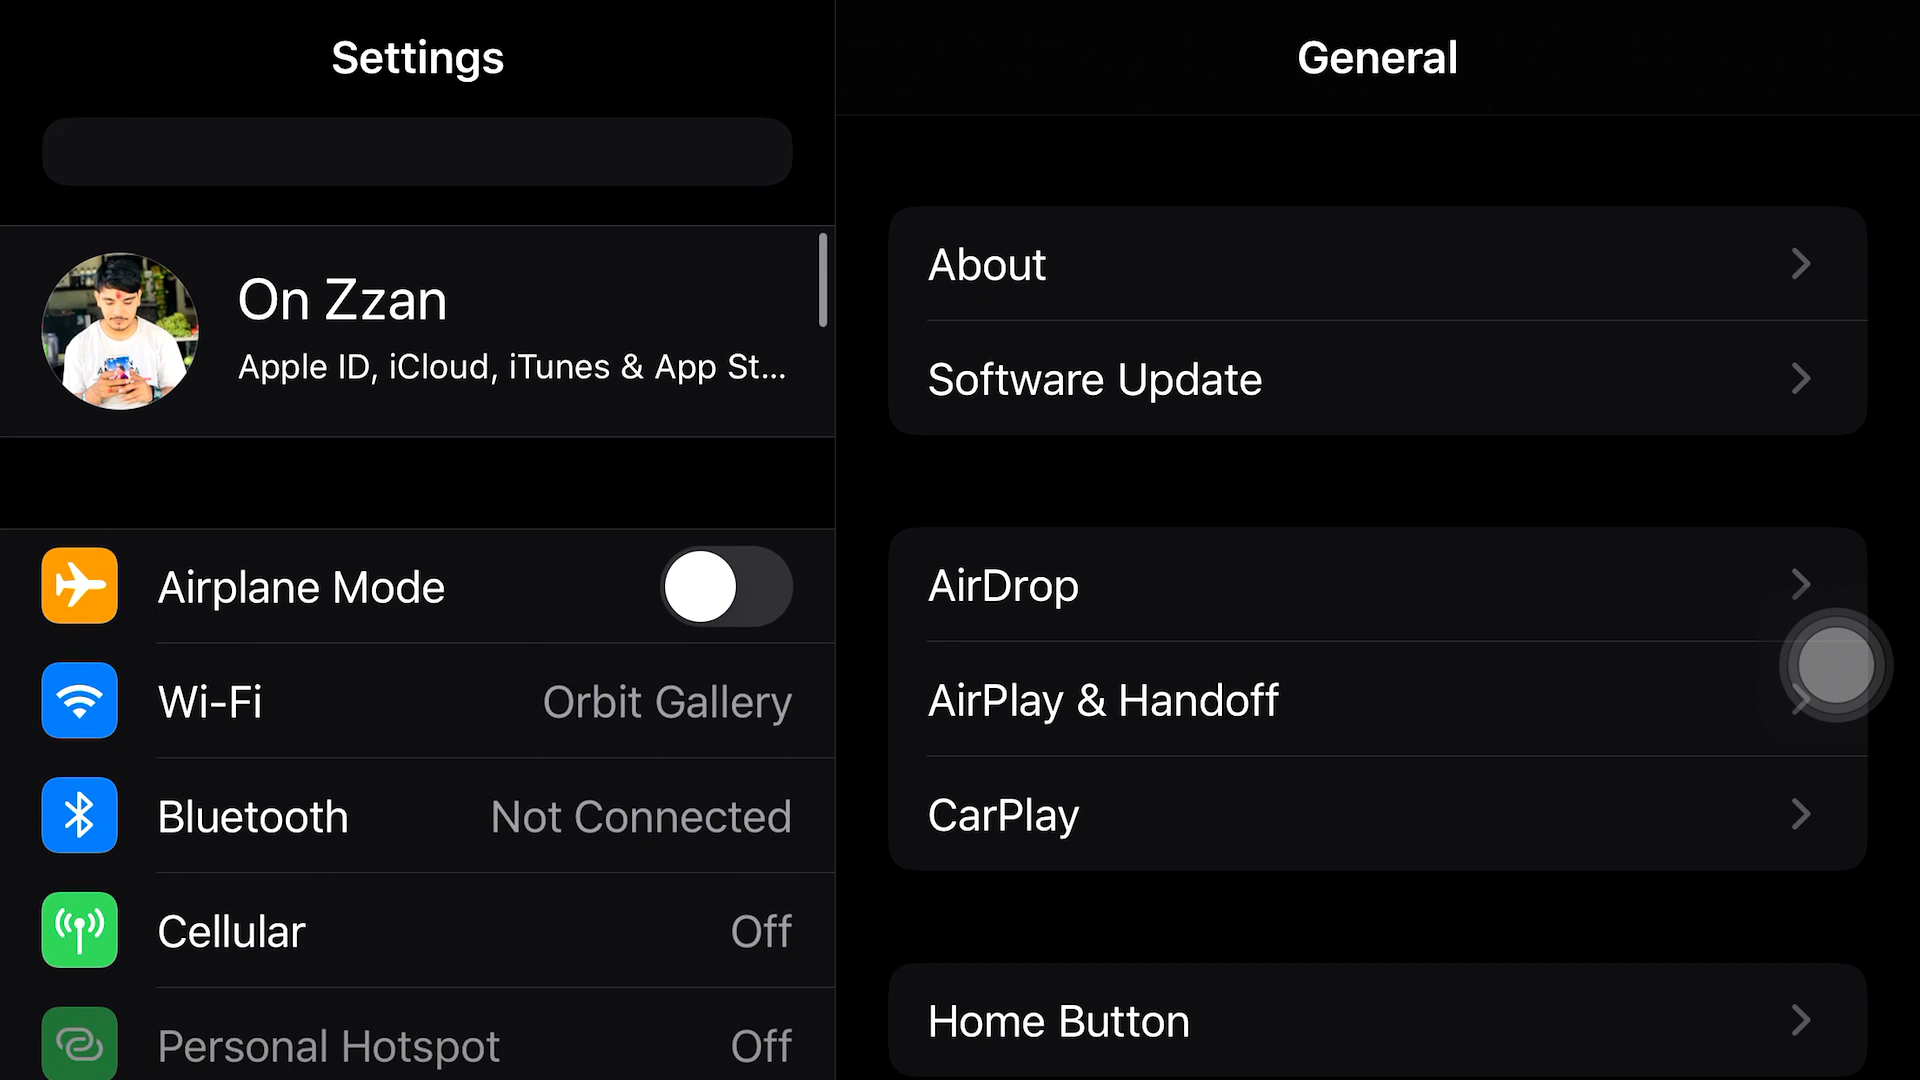 Settings
On Zzan
Apple ID, iCloud, iTunes & App St...
Airplane Mode
Wi-Fi Orbit Gallery
Bluetooth Not Connected
Cellular Off
Personal Hotspot Off
General
About
Software Update
AirDrop
AirPlay & Handoff
CarPlay
Home Button